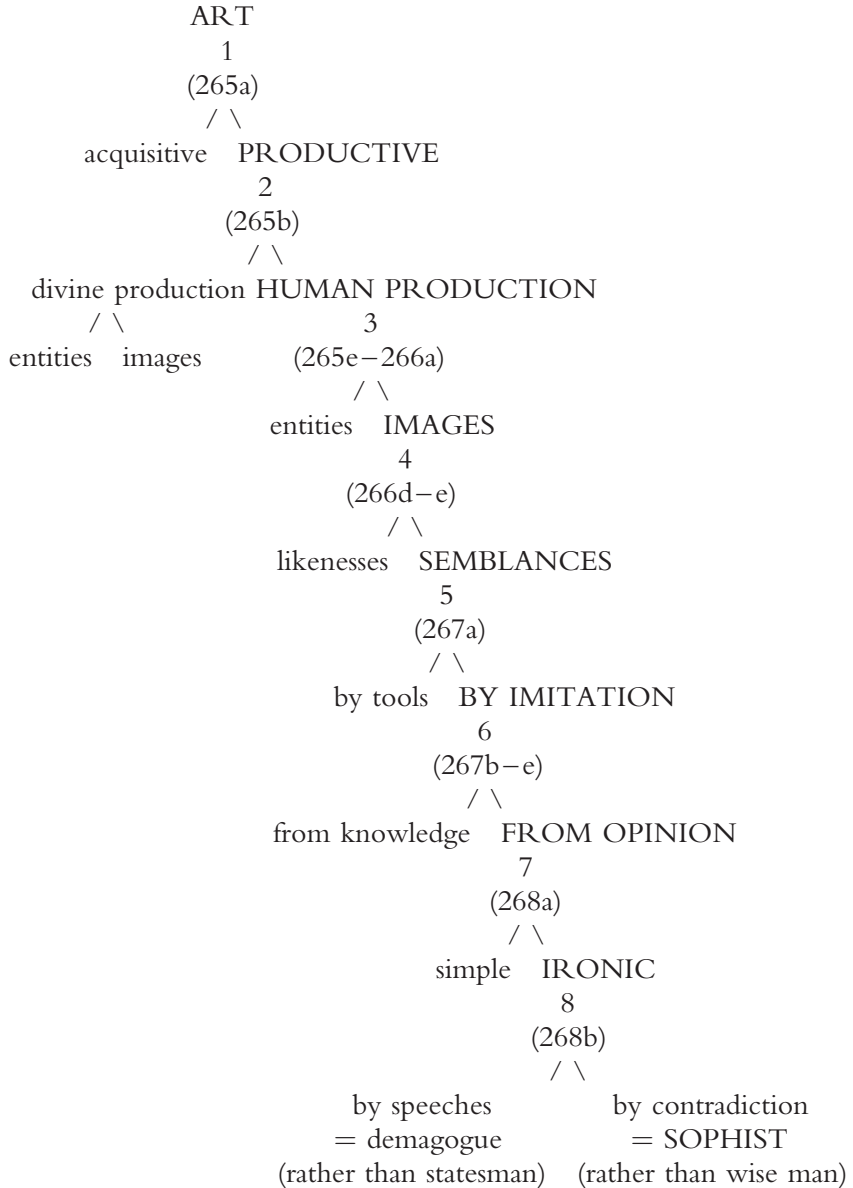 ART
1
(265a)
/ \
acquisitive PRODUCTIVE
2
(265b)
/ \
divine production HUMAN PRODUCTION
/ \ 3
entities images (265e–266a)
/ \
entities IMAGES
4
(266d–e)
/ \
likenesses SEMBLANCES
5
(267a)
/ \
by tools BY IMITATION
6
(267b–e)
/ \
from knowledge FROM OPINION
7
(268a)
/ \
simple IRONIC
8
(268b)
/ \
by speeches by contradiction
= demagogue = SOPHIST
(rather than statesman) (rather than wise man)